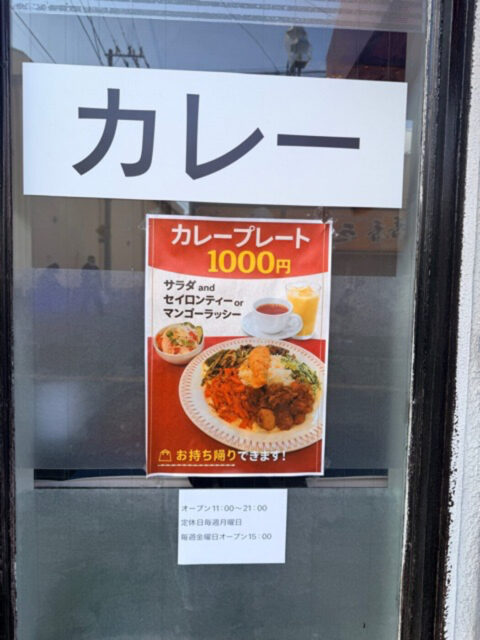 カレー
カレープレート
1000円
サラダ and
セイロンティー or
マンゴーラッシー
お持ち隯りできます!
オープン11:00～21:00
定休日毎週月曜日
毎週金曜日オープン15:00